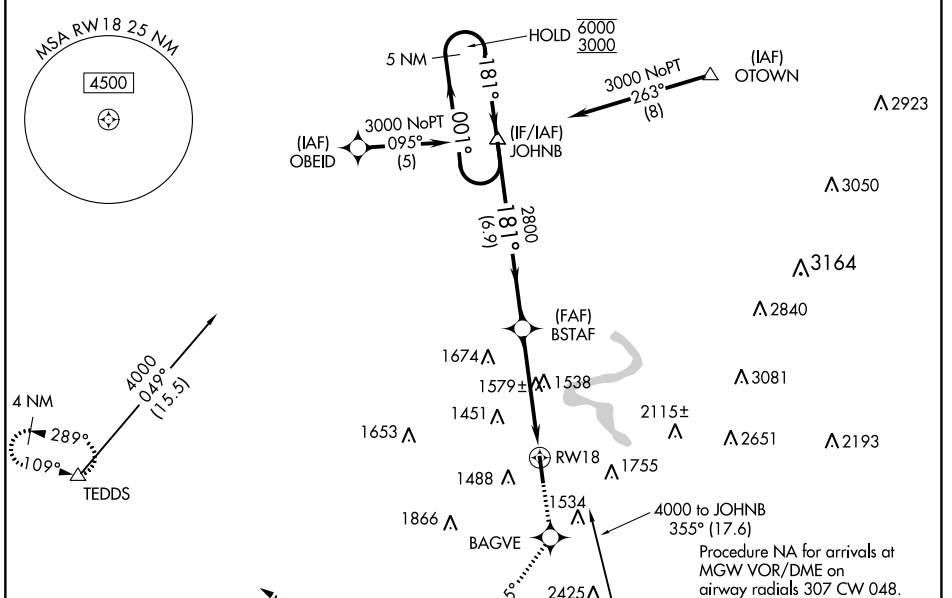 MSA RW18 25 NM
4500
HOLD
6000
3000
5 NM
181°
001°
(IAF)
OTOWN
3000 NoPT
263°
(8)
2923
(IAF)
OBEID
3000 NoPT
095°
(5)
(IF/IAF)
JOHNB
3050
2800
181°
(6.9)
3164
2840
(FAF)
BSTAF
1674
1579±
1538
3081
4000
049°
(15.5)
4 NM
289°
109°
TEDDS
1451
1653
2115±
2651
2193
RW18
1488
1755
1534
1866
BAGVE
4000 to JOHNB
355° (17.6)
Procedure NA for arrivals at
MGW VOR/DME on
airway radials 307 CW 048.
5°
2425